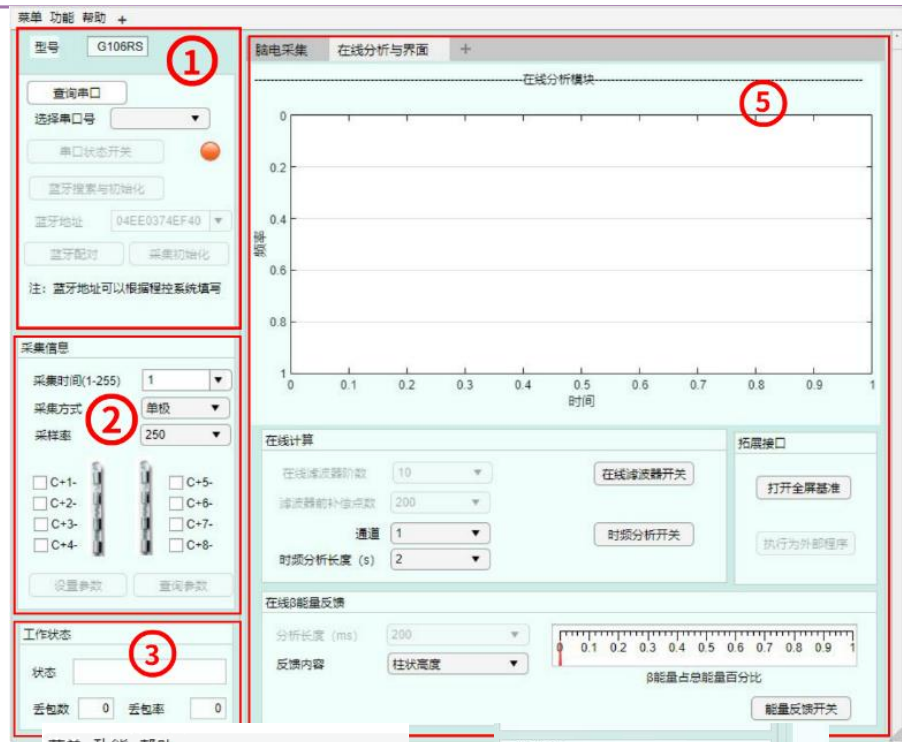 菜单 功能 帮助 +
型号 G106RS
①
查询串口
选择串口号
串口状态开关
蓝牙搜索与初始化
蓝牙地址 04EE0374EF40
蓝牙配对 采集初始化
注：蓝牙地址可以根据程控系统填写
采集信息
采集时间(1-255) 1
采集方式 单极
②
采样率 250
C+1- C+5-
C+2- C+6-
C+3- C+7-
C+4- C+8-
设置参数 查询参数
工作状态
③
状态
丢包数 0 丢包率 0
脑电采集 在线分析与界面 +
在线分析模块
⑤
0
0.2
0.4
频率
0.6
0.8
1
0 0.1 0.2 0.3 0.4 0.5 0.6 0.7 0.8 0.9 1
时间
在线计算
在线滤波器阶数 10 在线滤波器开关
滤波器前补偿点数 200
通道 1 时频分析开关
时频分析长度 (s) 2
拓展接口
打开全屏基准
执行为外部程序
在线β能量反馈
分析长度 (ms) 200
反馈内容 柱状高度
0 0.1 0.2 0.3 0.4 0.5 0.6 0.7 0.8 0.9 1
β能量占总能量百分比
能量反馈开关